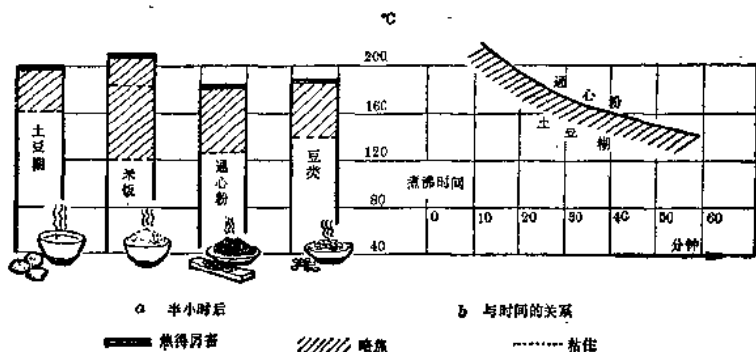 ℃
200
160
120
80
40
土豆糊
米饭
通心粉
豆类
通心粉
土豆糊
煮沸时间
0 10 20 30 40 50 60
分钟
a 半小时后
b 与时间的关系
焦得厉害
略焦
粘住